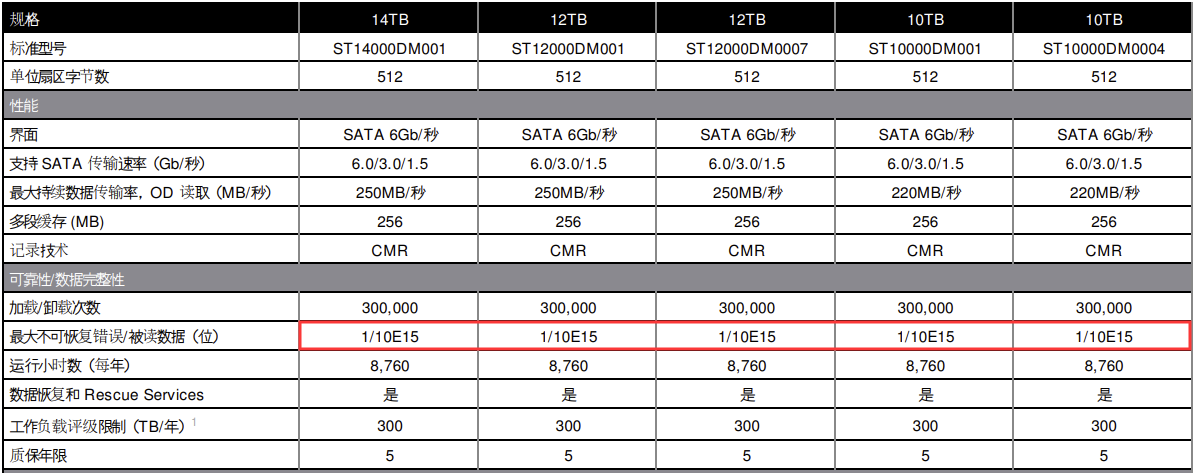 规格 14TB 12TB 12TB 10TB 10TB
标准型号 ST14000DM001 ST12000DM001 ST12000DM0007 ST10000DM001 ST10000DM0004
单位扇区字节数 512 512 512 512 512
性能
界面 SATA 6Gb/秒 SATA 6Gb/秒 SATA 6Gb/秒 SATA 6Gb/秒 SATA 6Gb/秒
支持 SATA 传输速率（Gb/秒） 6.0/3.0/1.5 6.0/3.0/1.5 6.0/3.0/1.5 6.0/3.0/1.5 6.0/3.0/1.5
最大持续数据传输率，OD 读取（MB/秒） 250MB/秒 250MB/秒 250MB/秒 220MB/秒 220MB/秒
多段缓存 (MB) 256 256 256 256 256
记录技术 CMR CMR CMR CMR CMR
可靠性/数据完整性
加载/卸载次数 300,000 300,000 300,000 300,000 300,000
最大不可恢复错误/被读数据（位） 1/10E15 1/10E15 1/10E15 1/10E15 1/10E15
运行小时数（每年） 8,760 8,760 8,760 8,760 8,760
数据恢复和 Rescue Services 是 是 是 是 是
工作负载评级限制（TB/年）1 300 300 300 300 300
质保年限 5 5 5 5 5